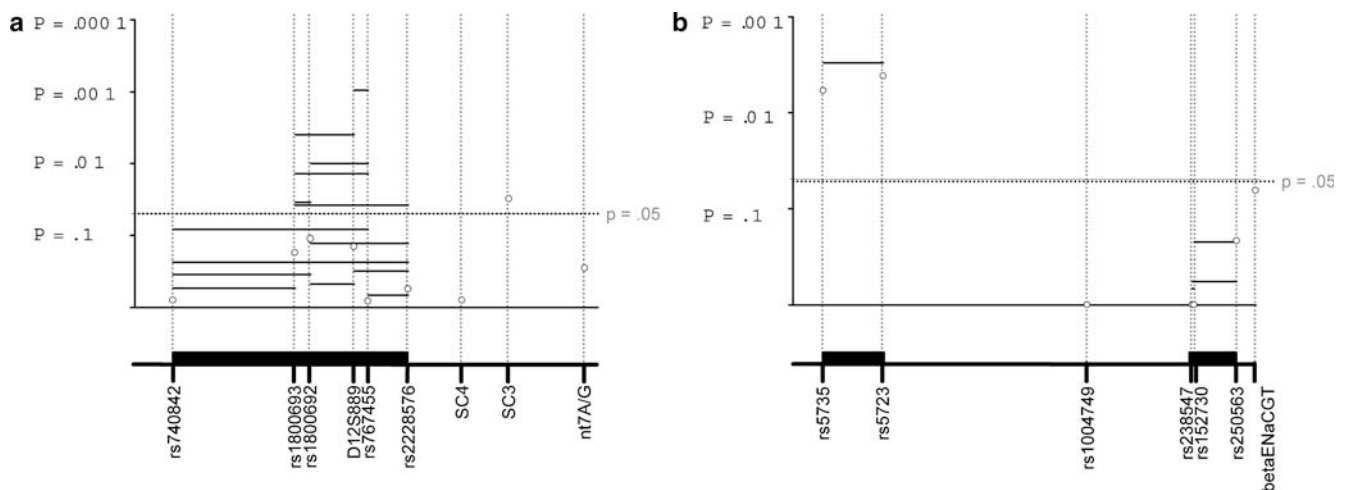 a
P = .000 1
P = .00 1
P = .0 1
p = .05
P = .1
rs740842
rs1800693
rs1800692
D12S889
rs767455
rs2228576
SC4
SC3
nt7A/G
b
P = .00 1
P = .0 1
p = .05
P = .1
rs5735
rs5723
rs1004749
rs238547
rs152730
rs250563
betaENaCGT